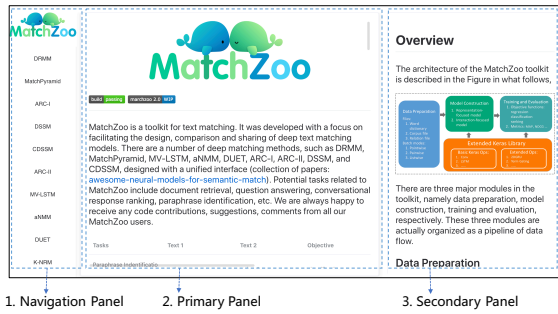 MatchZoo
DRMM
MatchPyramid
ARC-I
DSSM
CDSSM
ARC-II
MV-LSTM
aNMM
DUET
K-NRM
MatchZoo
build passing marchzoo 2.0 WIP
MatchZoo is a toolkit for text matching. It was developed with a focus on
facilitating the design, comparison and sharing of deep text matching
models. There are a number of deep matching methods, such as DRMM,
MatchPyramid, MV-LSTM, aNMM, DUET, ARC-I, ARC-II, DSSM, and
CDSSM, designed with a unified interface (collection of papers:
awesome-neural-models-for-semantic-match). Potential tasks related to
MatchZoo include document retrieval, question answering, conversational
response ranking, paraphrase identification, etc. We are always happy to
receive any code contributions, suggestions, comments from all our
MatchZoo users.
Tasks Text 1 Text 2 Objective
Paraphrase Indentificatio
Overview
The architecture of the MatchZoo toolkit
is described in the Figure in what follows,
Data Preparation
Model Construction
Training and Evaluation
Extended Keras Library
Basic Keras Ops:
Extended Ops:
There are three major modules in the
toolkit, namely data preparation, model
construction, training and evaluation,
respectively. These three modules are
actually organized as a pipeline of data
flow.
Data Preparation
1. Navigation Panel
2. Primary Panel
3. Secondary Panel